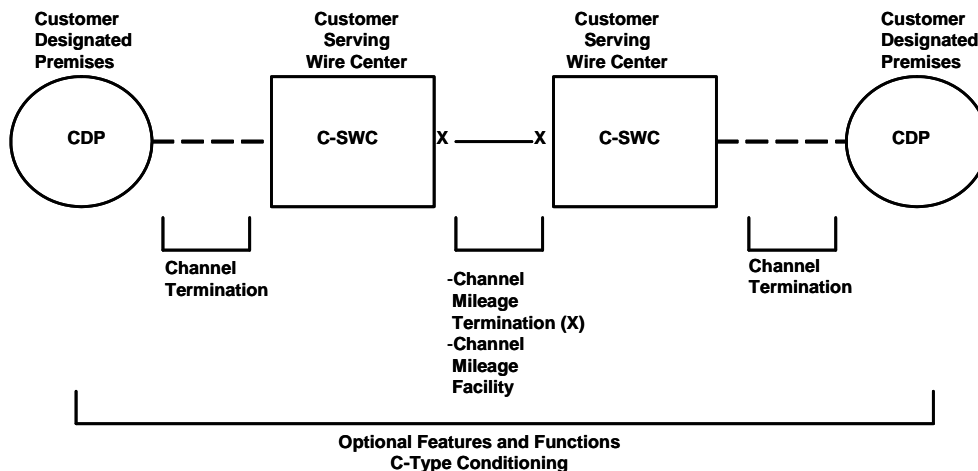 Customer
Designated
Premises
Customer
Serving
Wire Center
Customer
Serving
Wire Center
Customer
Designated
Premises
CDP
C-SWC
X
X
C-SWC
CDP
Channel
Termination
-Channel
Mileage
Termination (X)
-Channel
Mileage
Facility
Channel
Termination
Optional Features and Functions
C-Type Conditioning